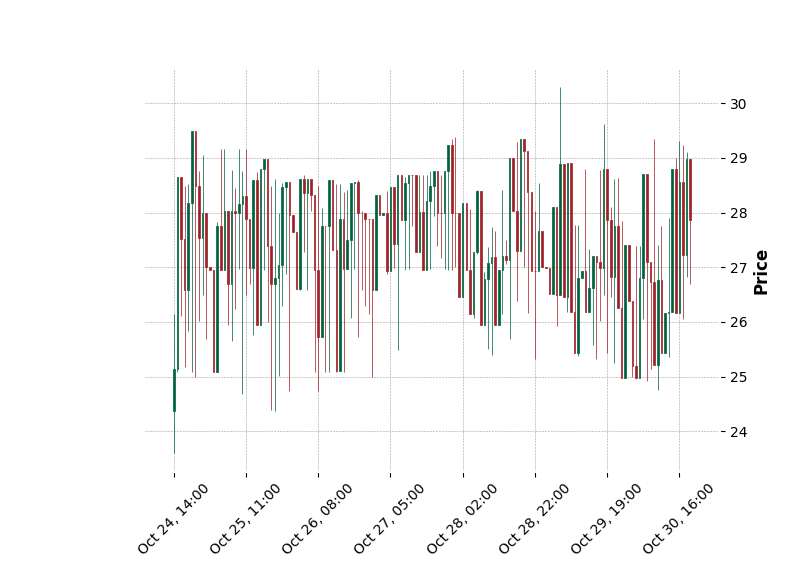 30
29
28
27
26
25
24
Price
Oct 24, 14:00
Oct 25, 11:00
Oct 26, 08:00
Oct 27, 05:00
Oct 28, 02:00
Oct 28, 22:00
Oct 29, 19:00
Oct 30, 16:00